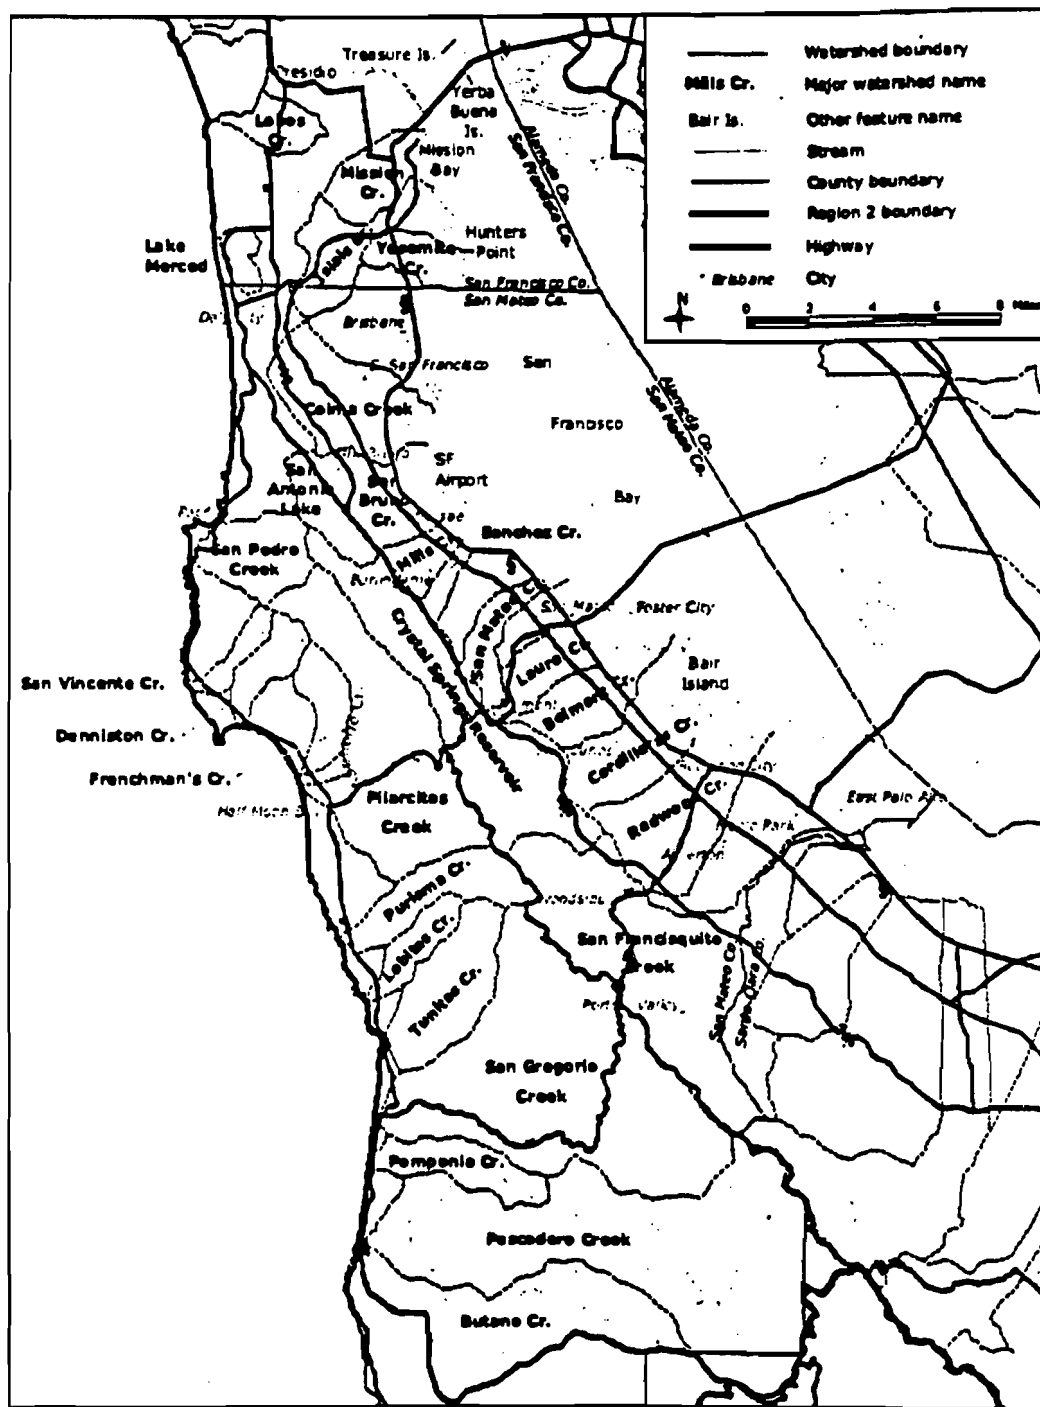 Watershed boundary
Mills Cr. Major watershed name
Bair Is. Other feature name
Stream
County boundary
Region 2 boundary
Highway
Brisbane City
N
0 2 4 6 8 Miles
Treasure Is.
Presidio
Yerba
Buena
Is.
Lobos
Cr.
Mission
Bay
Mission
Cr.
Alameda Co.
San Francisco Co.
Lake
Merced
Islais
Yosemite
Cr.
Hunters
Point
San Francisco Co.
San Mateo Co.
Brisbane
San Francisco
San
Francisco
Bay
Alameda Co.
San Mateo Co.
Colma Creek
SF
Airport
San
Antonio
Lake
San
Bruno
Cr.
Sanchez Cr.
San Pedro
Creek
Mills
San Mateo Cr.
Foster City
Crystal Springs Reservoir
Laurel Cr.
Bair
Island
San Vincente Cr.
Belmont Cr.
Denniston Cr.
Cordilleras Cr.
Frenchman's Cr.
Half Moon
Pilarcitos
Creek
Redwood Cr.
East Palo
Park
Purisima Cr.
Lobitos Cr.
Tunitas Cr.
San Francisquito
Creek
San Mateo Co.
Santa Clara Co.
Valley
San Gregorio
Creek
Pomponio Cr.
Pescadero Creek
Butano Cr.